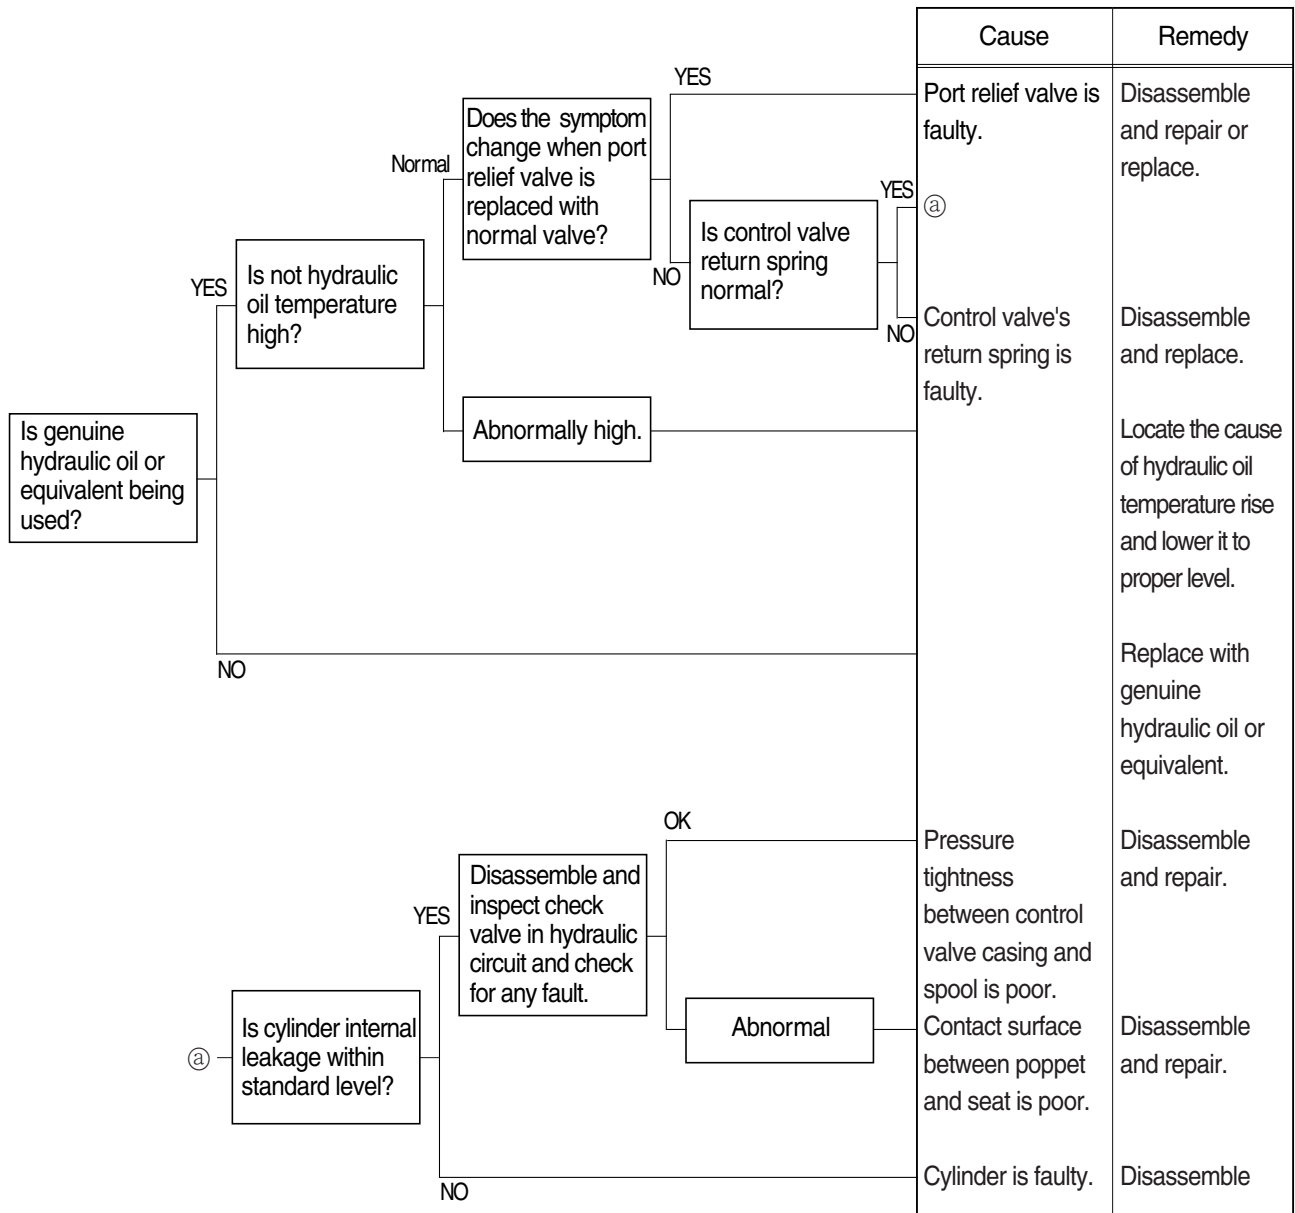 Cause
Remedy
YES
Port relief valve is
faulty.
Disassemble
and repair or
replace.
Does the symptom
change when port
relief valve is
replaced with
normal valve?
Normal
YES
ⓐ
Is control valve
return spring
normal?
NO
NO
Control valve's
return spring is
faulty.
Disassemble
and replace.
YES
Is not hydraulic
oil temperature
high?
Abnormally high.
Locate the cause
of hydraulic oil
temperature rise
and lower it to
proper level.
Is genuine
hydraulic oil or
equivalent being
used?
NO
Replace with
genuine
hydraulic oil or
equivalent.
OK
Pressure
tightness
between control
valve casing and
spool is poor.
Disassemble
and repair.
Disassemble and
inspect check
valve in hydraulic
circuit and check
for any fault.
YES
Abnormal
Contact surface
between poppet
and seat is poor.
Disassemble
and repair.
ⓐ
Is cylinder internal
leakage within
standard level?
NO
Cylinder is faulty.
Disassemble